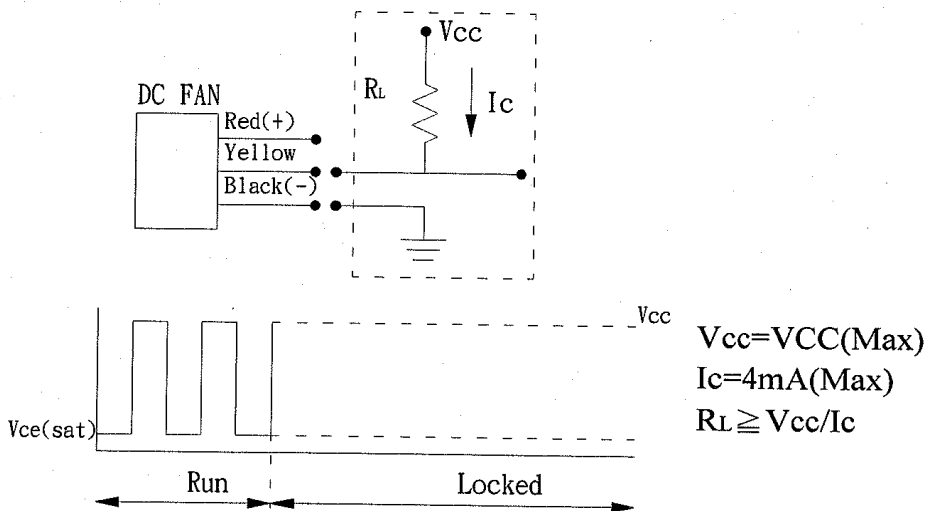 Vcc
RL
Ic
DC FAN
Red(+)
Yellow
Black(-)
Vcc
Vcc=VCC(Max)
Ic=4mA(Max)
RL≧Vcc/Ic
Vce(sat)
Run
Locked